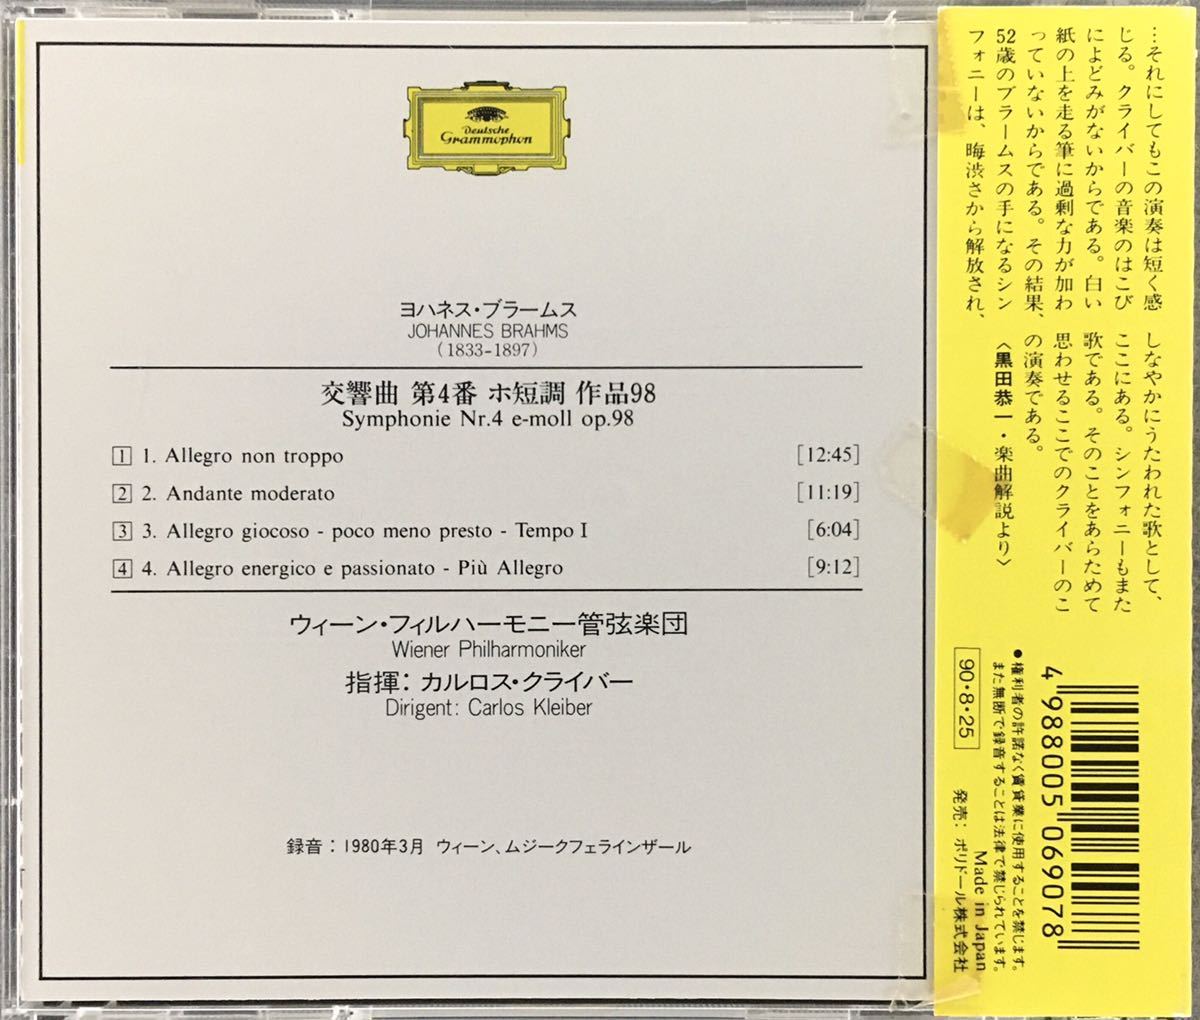 Deutsche
Grammophon
ヨハネス・ブラームス
JOHANNES BRAHMS
(1833-1897)
交響曲 第4番 ホ短調 作品98
Symphonie Nr.4 e-moll op.98
1 1. Allegro non troppo [12:45]
2 2. Andante moderato [11:19]
3 3. Allegro giocoso - poco meno presto - Tempo I [6:04]
4 4. Allegro energico e passionato - Più Allegro [9:12]
ウィーン・フィルハーモニー管弦楽団
Wiener Philharmoniker
指揮：カルロス・クライバー
Dirigent: Carlos Kleiber
録音：1980年3月 ウィーン、ムジークフェラインザール
…それにしてもこの演奏は短く感
じる。クライバーの音楽のはこび
によどみがないからである。白い
紙の上を走る筆に過剰な力が加わ
っていないからである。その結果、
52歳のブラームスの手になるシン
フォニーは、晦渋さから解放され、
しなやかにうたわれた歌として、
ここにある。シンフォニーもまた
歌である。そのことをあらためて
思わせるここでのクライバーのこ
の演奏である。
〈黒田恭一・楽曲解説より〉
4 988005 069078
●権利者の許諾なく賃貸業に使用することを禁じます。
また無断で録音することは法律で禁じられています。
90・8・25
Made in Japan
発売：ポリドール株式会社